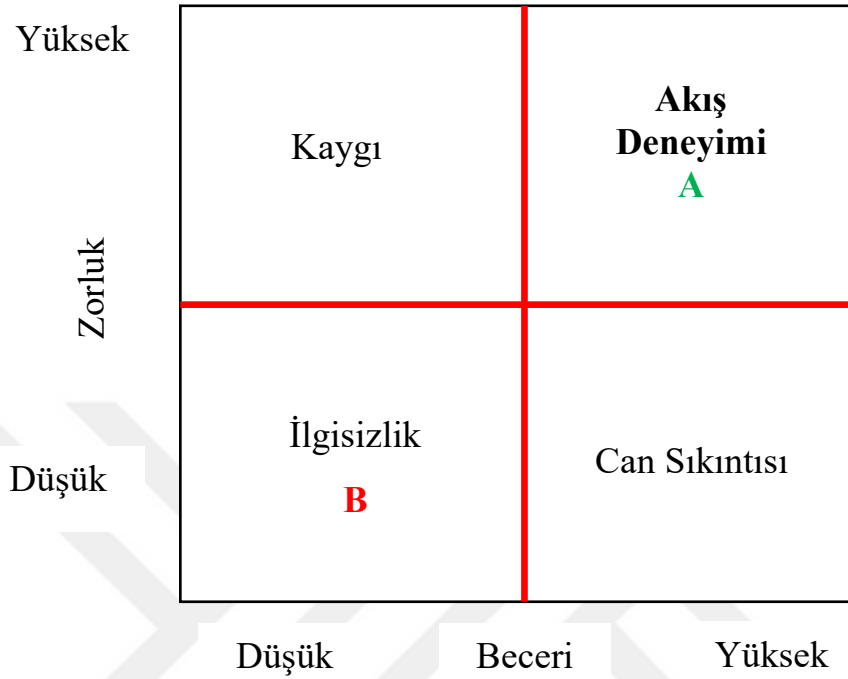 Yüksek
Kaygı
Akış
Deneyimi
A
Zorluk
İlgisizlik
B
Can Sıkıntısı
Düşük
Düşük
Beceri
Yüksek